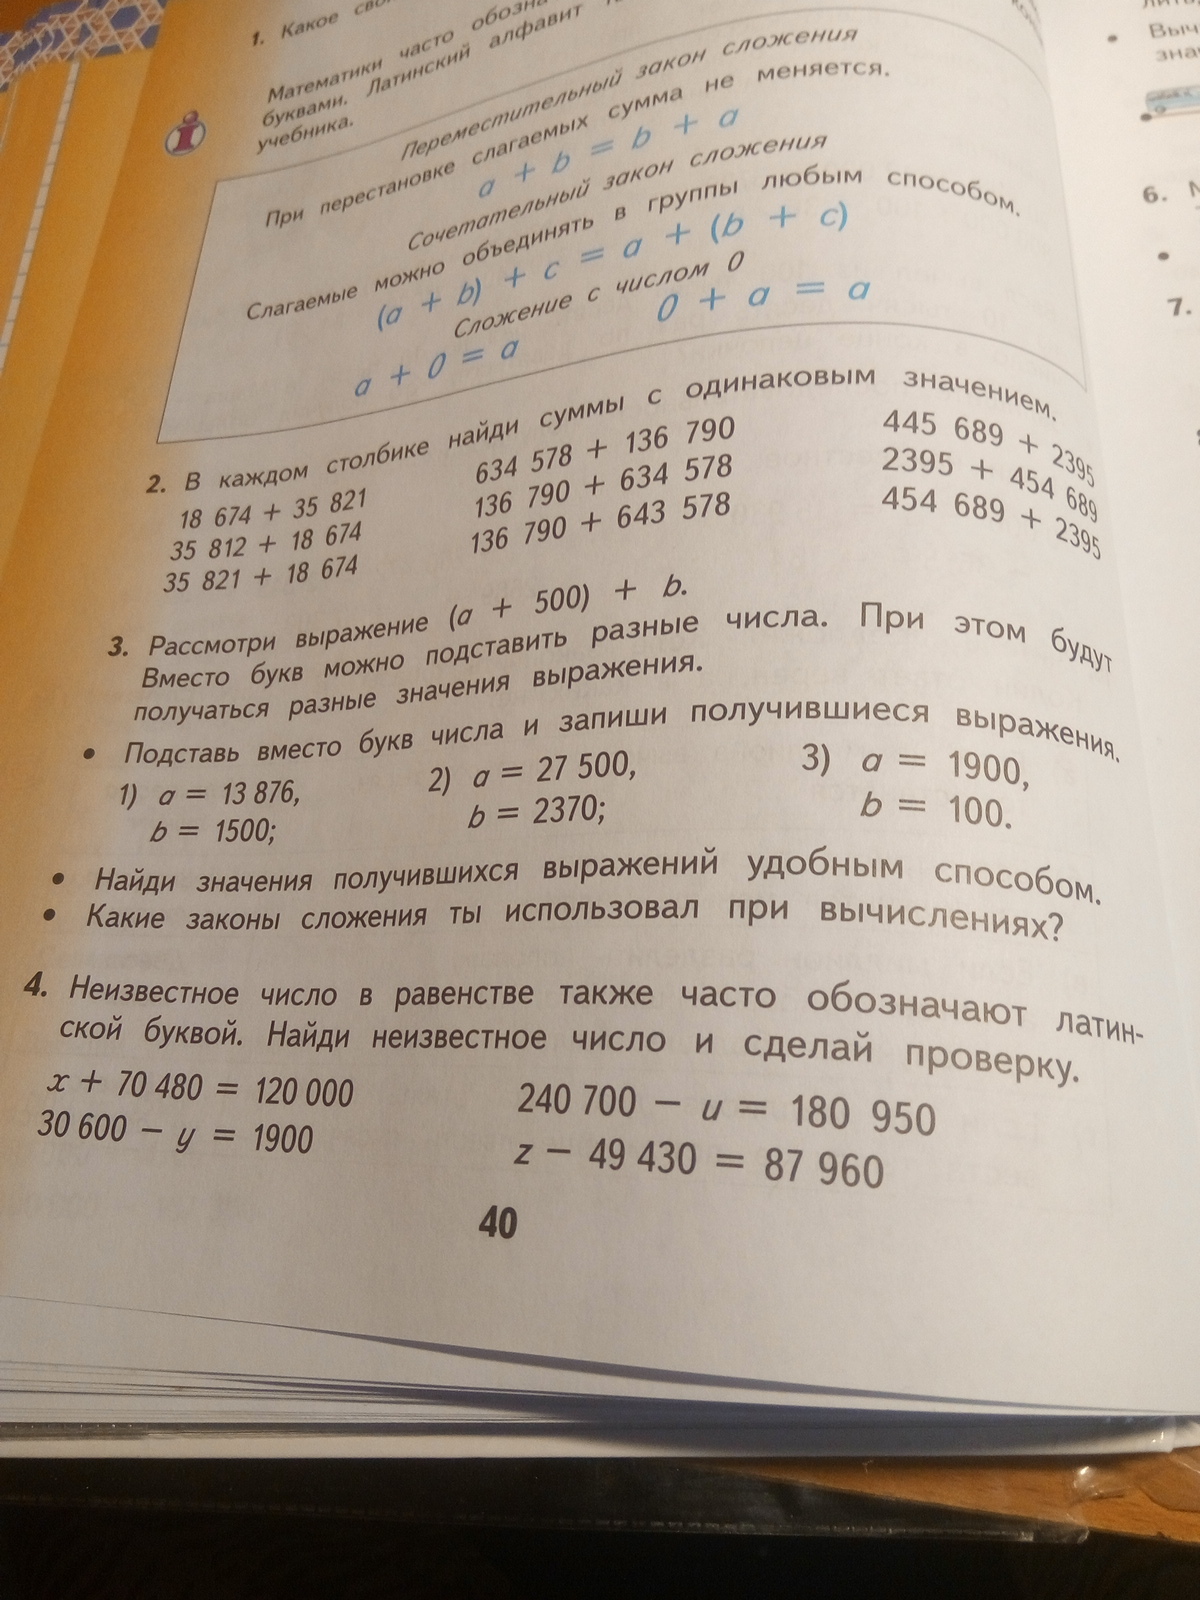 1. Какое
Математики часто
буквами. Латинский алфавит
учебника.
Переместительный закон сложения
При перестановке слагаемых сумма не меняется.
a + b = b + a
Сочетательный закон сложения
Слагаемые можно объединять в группы любым способом.
(a + b) + c = a + (b + c)
Сложение с числом 0
a + 0 = a 0 + a = a
2. В каждом столбике найди суммы с одинаковым значением.
18 674 + 35 821 634 578 + 136 790 445 689 + 2395
35 812 + 18 674 136 790 + 634 578 2395 + 454 689
35 821 + 18 674 136 790 + 643 578 454 689 + 2395
3. Рассмотри выражение (a + 500) + b.
Вместо букв можно подставить разные числа. При этом будут
получаться разные значения выражения.
• Подставь вместо букв числа и запиши получившиеся выражения.
1) a = 13 876, 2) a = 27 500, 3) a = 1900,
b = 1500; b = 2370; b = 100.
• Найди значения получившихся выражений удобным способом.
• Какие законы сложения ты использовал при вычислениях?
4. Неизвестное число в равенстве также часто обозначают латин-
ской буквой. Найди неизвестное число и сделай проверку.
x + 70 480 = 120 000 240 700 − u = 180 950
30 600 − y = 1900 z − 49 430 = 87 960
40
6.
7.